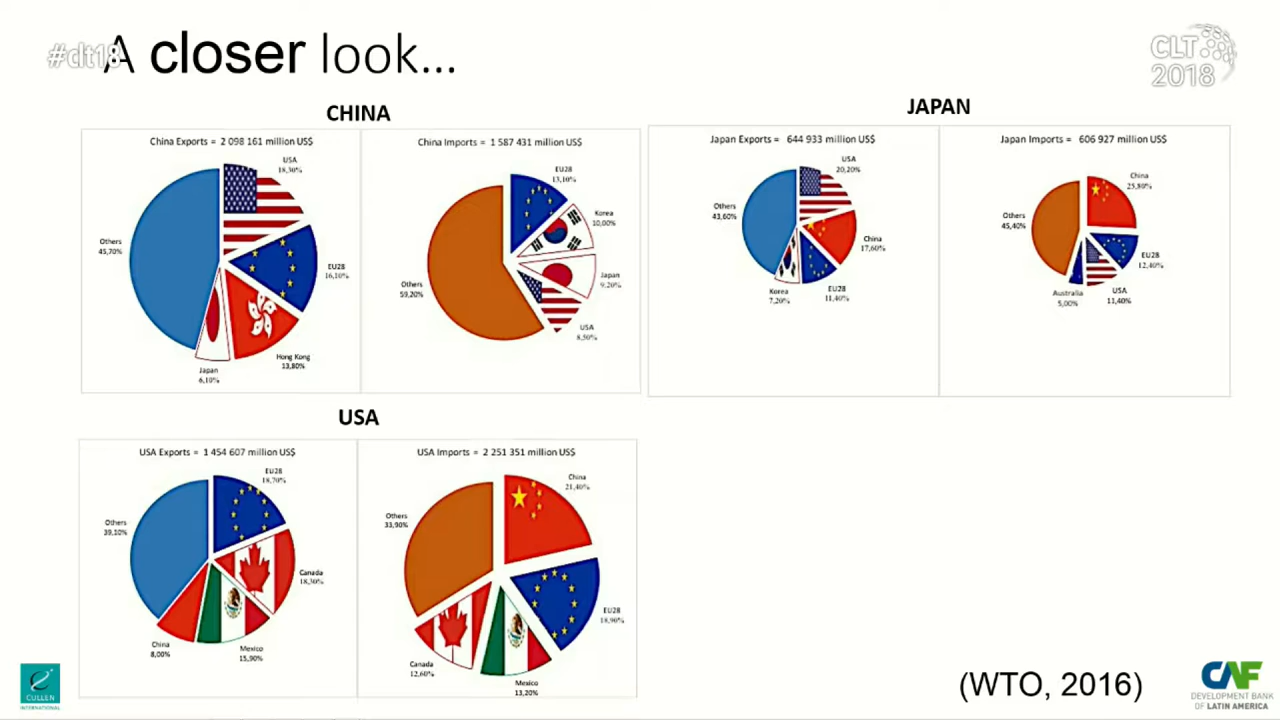 #clt18
A closer look...
CLT
2018
CHINA
China Exports = 2 098 161 million US$
USA
18,30%
EU28
16,10%
Hong Kong
13,80%
Japan
6,10%
Others
45,70%
China Imports = 1 587 431 million US$
EU28
13,10%
Korea
10,00%
Japan
9,20%
USA
8,50%
Others
59,20%
JAPAN
Japan Exports = 644 933 million US$
USA
20,20%
China
17,60%
EU28
11,40%
Korea
7,20%
Others
43,60%
Japan Imports = 606 927 million US$
China
25,80%
EU28
12,40%
USA
11,40%
Australia
5,00%
Others
45,40%
USA
USA Exports = 1 454 607 million US$
EU28
18,70%
Canada
18,30%
Mexico
15,90%
China
8,00%
Others
39,10%
USA Imports = 2 251 351 million US$
China
21,40%
EU28
18,90%
Mexico
13,20%
Canada
12,60%
Others
33,90%
(WTO, 2016)
CULLEN
INTERNATIONAL
CAF
DEVELOPMENT BANK
OF LATIN AMERICA